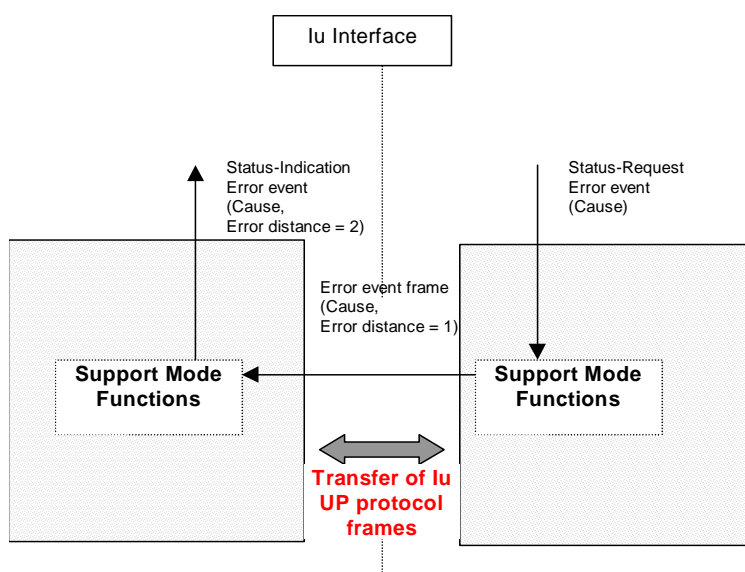 Iu Interface
Status-Indication
Error event
(Cause,
Error distance = 2)
Status-Request
Error event
(Cause)
Error event frame
(Cause,
Error distance = 1)
Support Mode
Functions
Support Mode
Functions
Transfer of Iu
UP protocol
frames